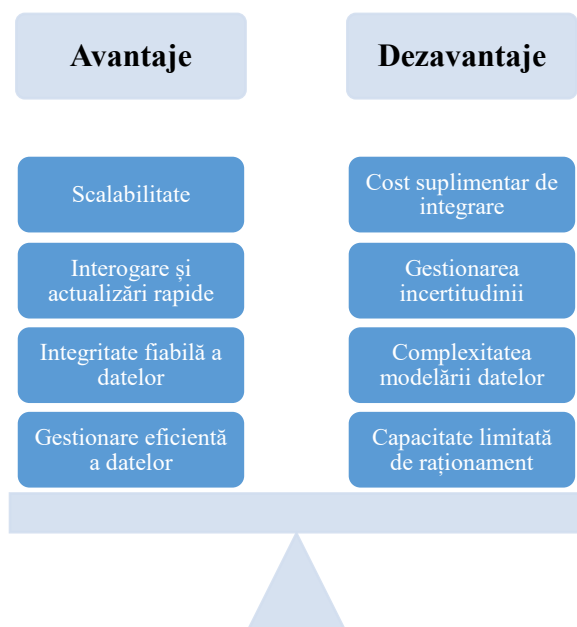 Avantaje
Dezavantaje
Scalabilitate
Interogare și
actualizări rapide
Integritate fiabilă a
datelor
Gestionare eficientă
a datelor
Cost suplimentar de
integrare
Gestionarea
incertitudinii
Complexitatea
modelării datelor
Capacitate limitată
de raționament